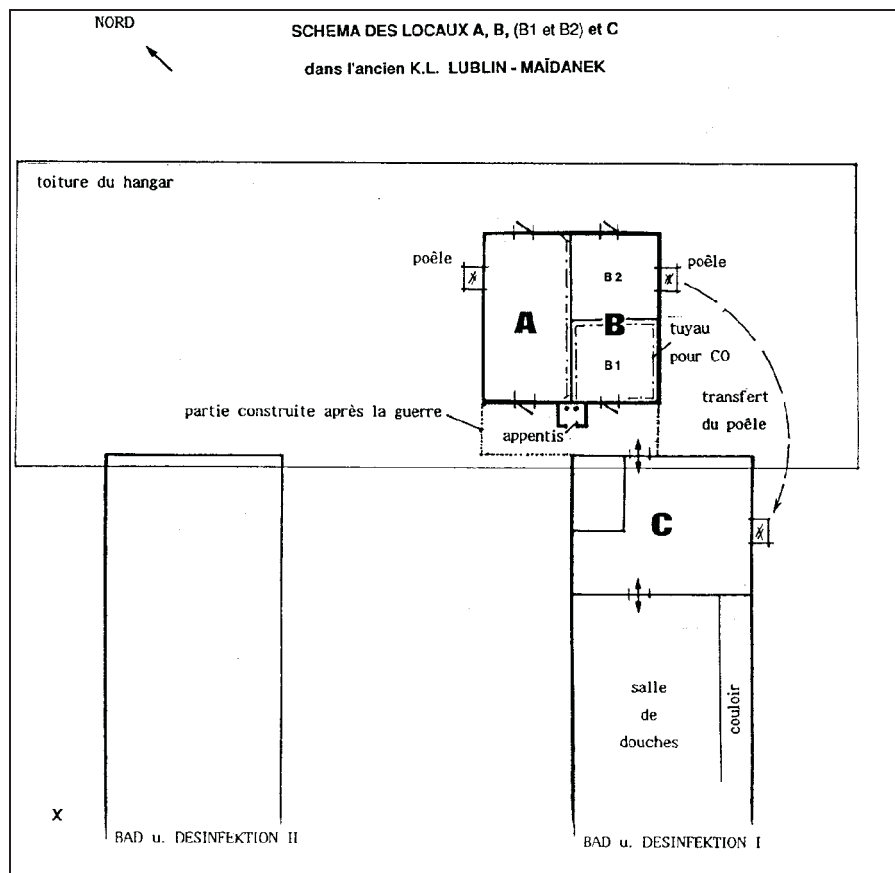 NORD
SCHEMA DES LOCAUX A, B, (B1 et B2) et C
dans l'ancien K.L. LUBLIN - MAÏDANEK
toiture du hangar
poêle
poêle
B2
A
B
tuyau
pour CO
B1
transfert
du poêle
partie construite après la guerre
appentis
C
salle
de
douches
couloir
X
BAD u. DESINFEKTION II
BAD u. DESINFEKTION I